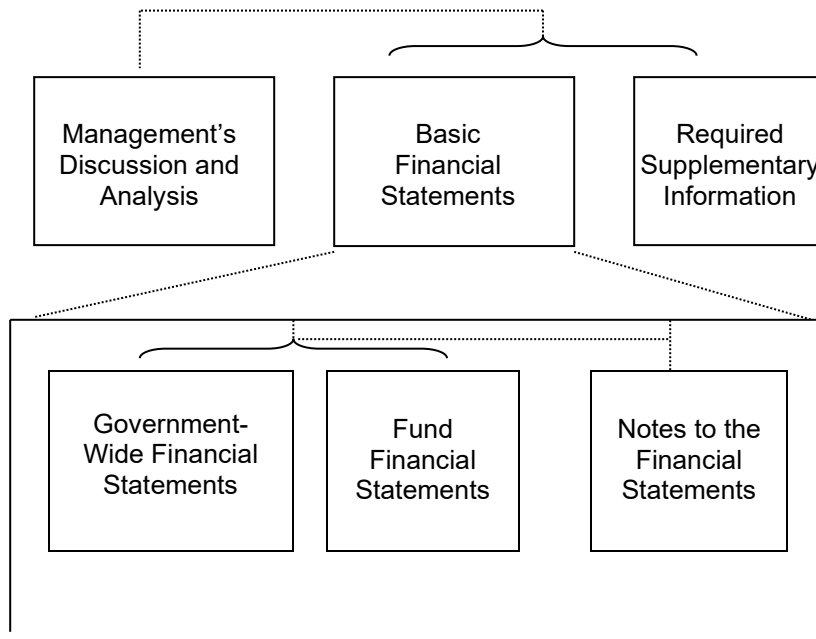 Management’s
Discussion and
Analysis
Basic
Financial
Statements
Required
Supplementary
Information
Government-
Wide Financial
Statements
Fund
Financial
Statements
Notes to the
Financial
Statements